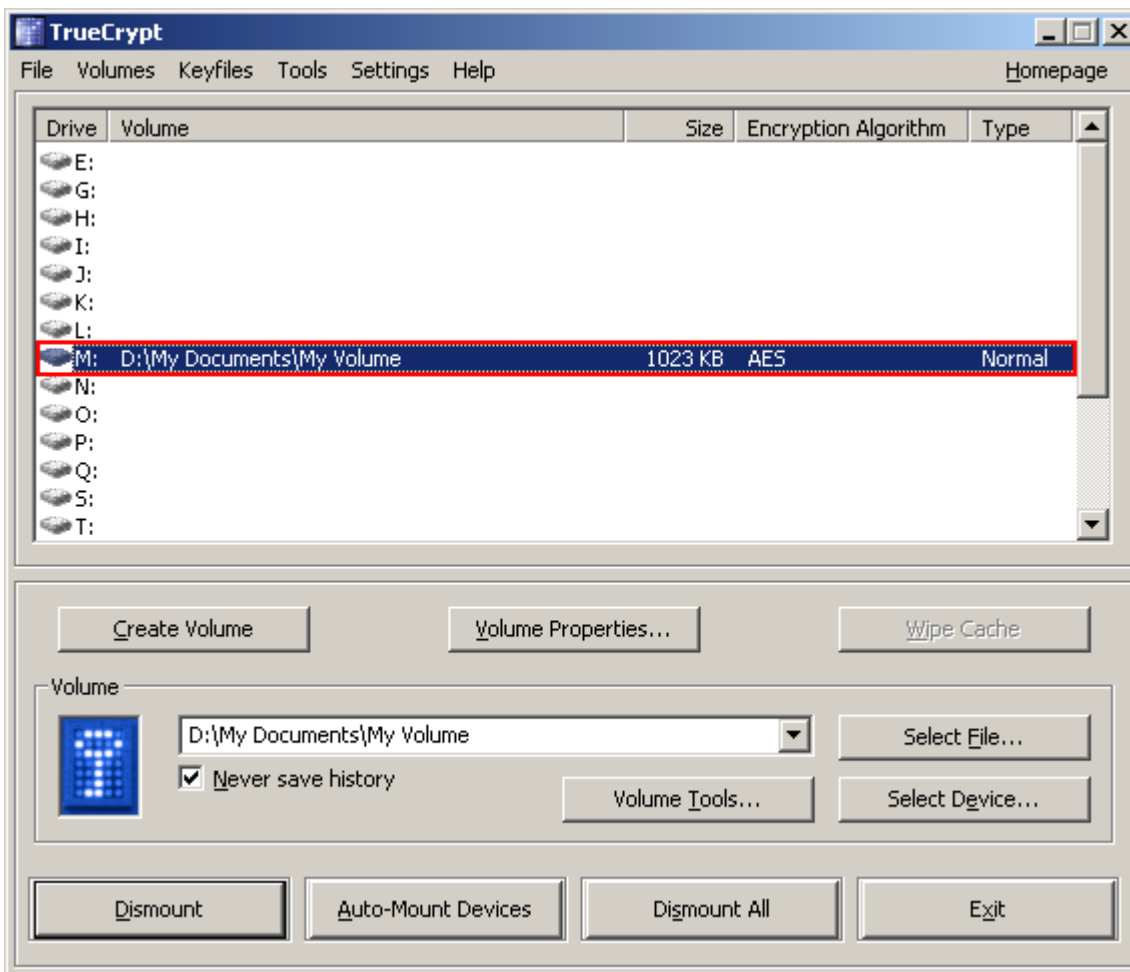 TrueCrypt
File Volumes Keyfiles Tools Settings Help Homepage
Drive Volume Size Encryption Algorithm Type
E:
G:
H:
I:
J:
K:
L:
M: D:\My Documents\My Volume 1023 KB AES Normal
N:
O:
P:
Q:
S:
T:
Create Volume Volume Properties... Wipe Cache
Volume
D:\My Documents\My Volume Select File...
Never save history
Volume Tools... Select Device...
Dismount Auto-Mount Devices Dismount All Exit